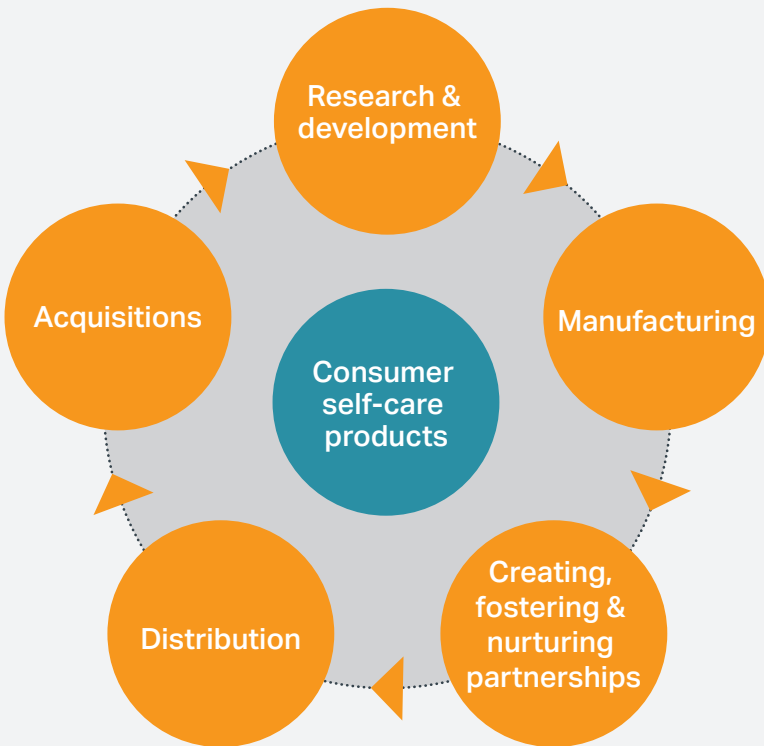 Research &
development
Acquisitions
Manufacturing
Consumer
self-care
products
Creating,
fostering &
nurturing
partnerships
Distribution